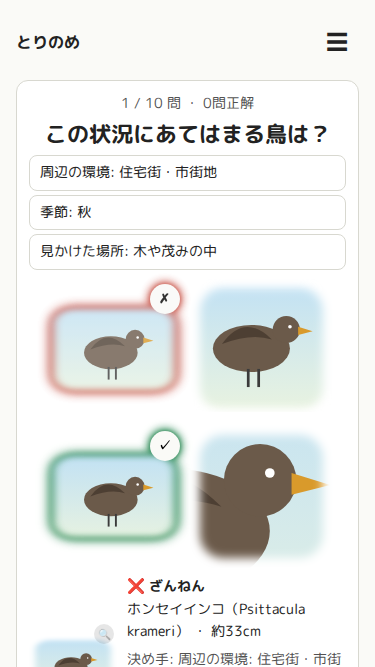 とりのめ
1 / 10 問 · 0問正解
この状況にあてはまる鳥は？
周辺の環境: 住宅街・市街地
季節: 秋
見かけた場所: 木や茂みの中
✗
✓
❌ ざんねん
ホンセイインコ（Psittacula
krameri） · 約33cm
決め手: 周辺の環境: 住宅街・市街